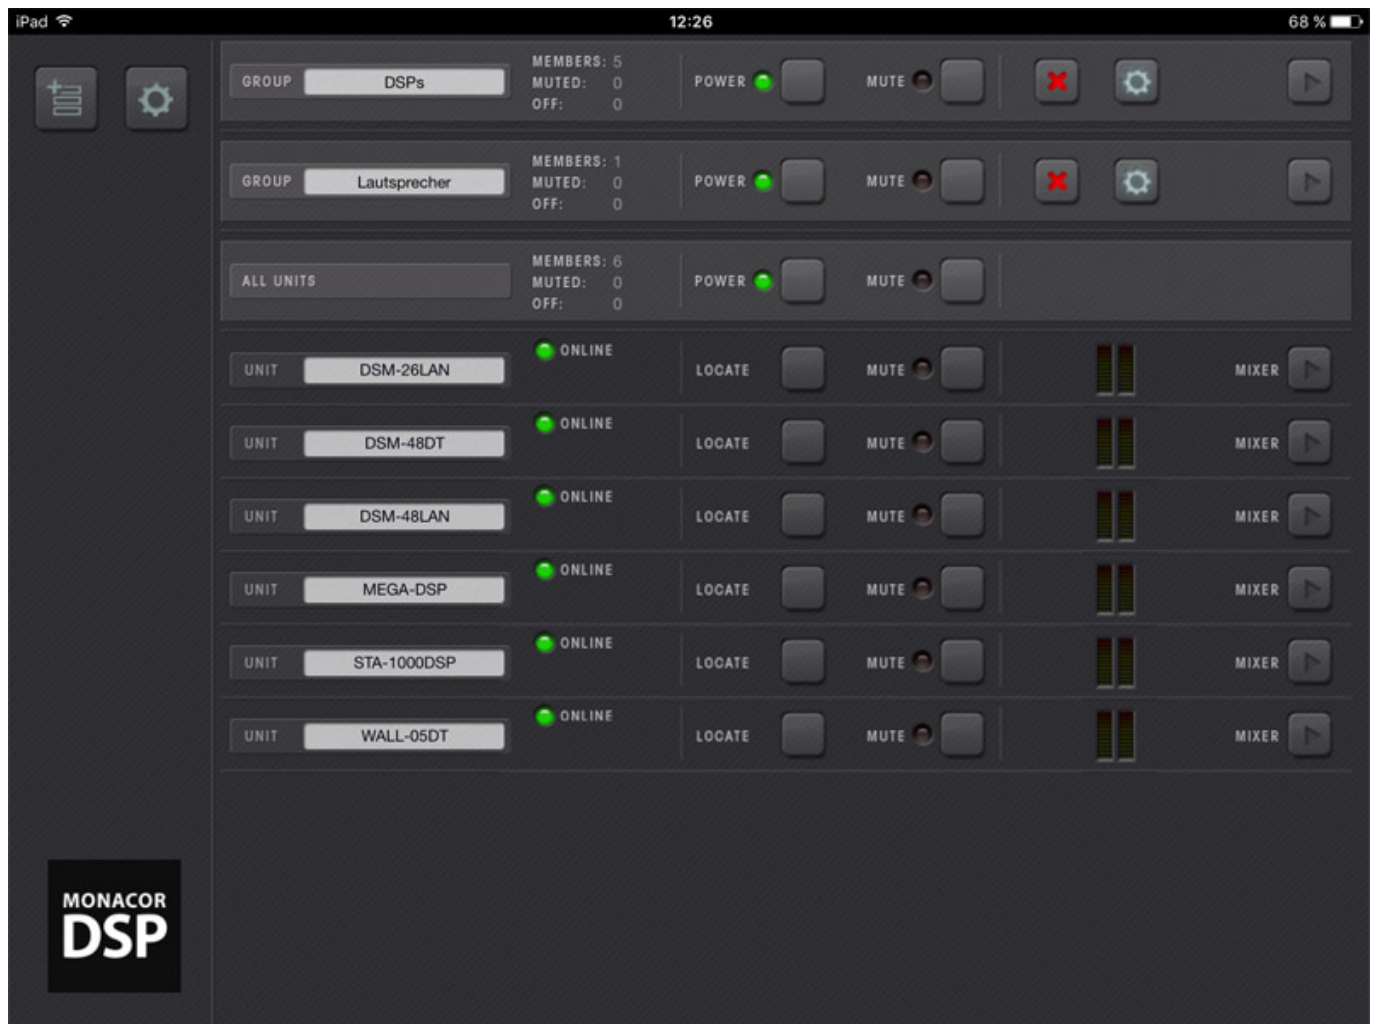 iPad 12:26 68 %
GROUP DSPs MEMBERS: 5 POWER MUTE
MUTED: 0
OFF: 0
GROUP Lautsprecher MEMBERS: 1 POWER MUTE
MUTED: 0
OFF: 0
ALL UNITS MEMBERS: 6 POWER MUTE
MUTED: 0
OFF: 0
UNIT DSM-26LAN ONLINE LOCATE MUTE MIXER
UNIT DSM-48DT ONLINE LOCATE MUTE MIXER
UNIT DSM-48LAN ONLINE LOCATE MUTE MIXER
UNIT MEGA-DSP ONLINE LOCATE MUTE MIXER
UNIT STA-1000DSP ONLINE LOCATE MUTE MIXER
UNIT WALL-05DT ONLINE LOCATE MUTE MIXER
MONACOR
DSP